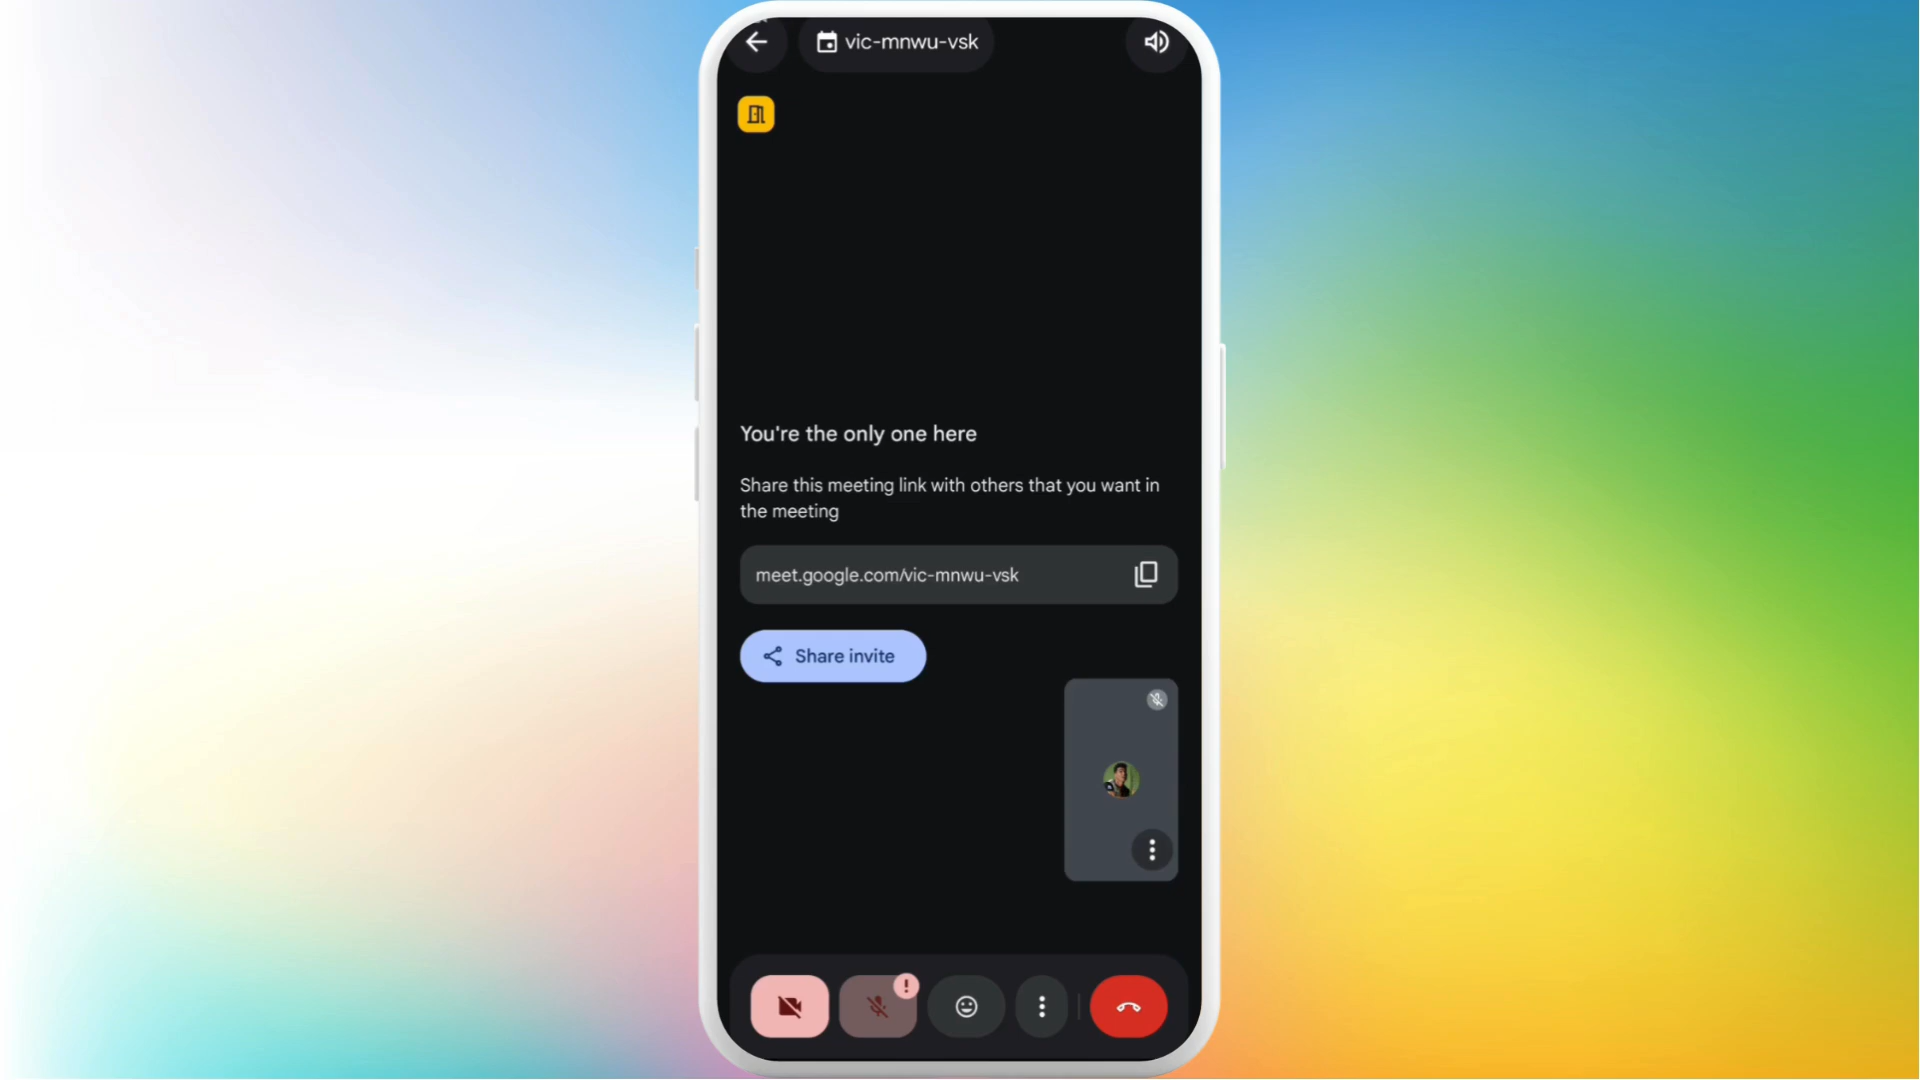 vic-mnwu-vsk
You're the only one here
Share this meeting link with others that you want in
the meeting
meet.google.com/vic-mnwu-vsk
Share invite
!